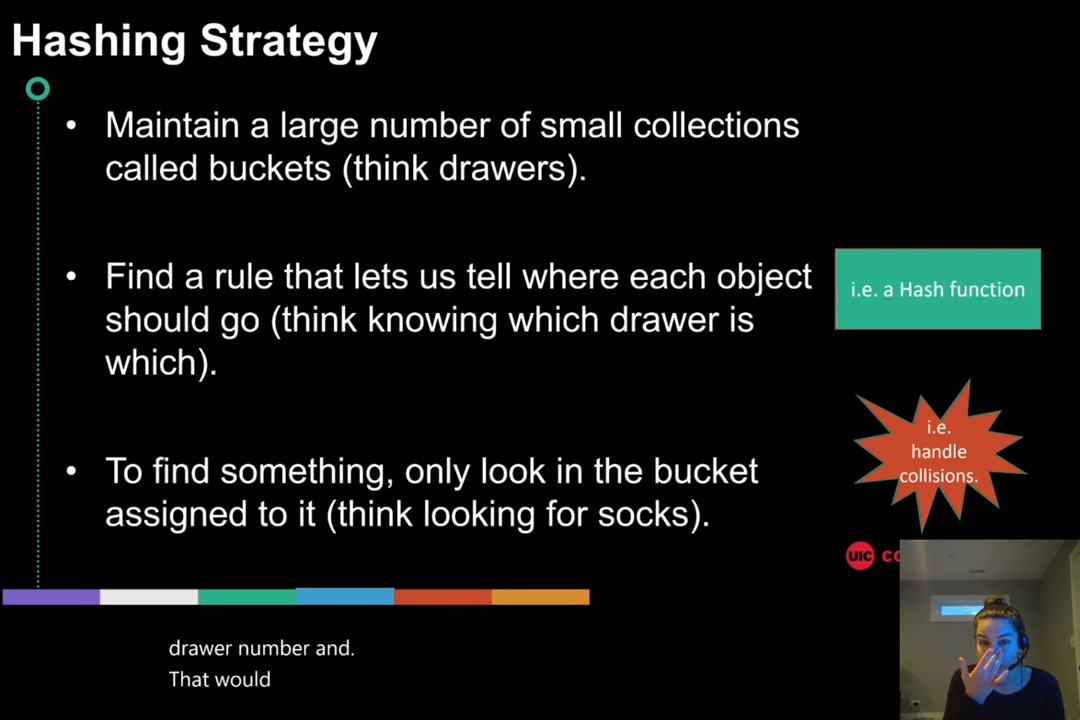 Hashing Strategy
• Maintain a large number of small collections
called buckets (think drawers).
• Find a rule that lets us tell where each object
should go (think knowing which drawer is
which).
i.e. a Hash function
• To find something, only look in the bucket
assigned to it (think looking for socks).
i.e.
handle
collisions.
UIC
drawer number and.
That would